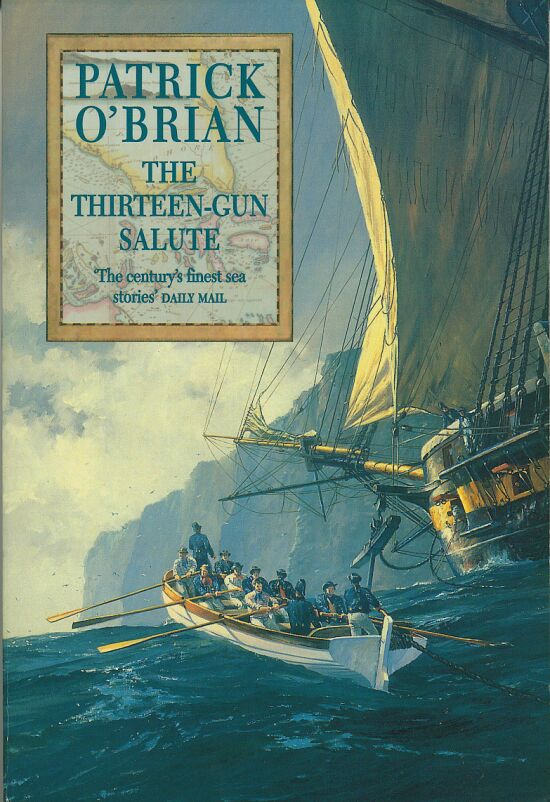 PATRICK
O'BRIAN
THE
THIRTEEN-GUN
SALUTE
‘The century's finest sea
stories’ DAILY MAIL